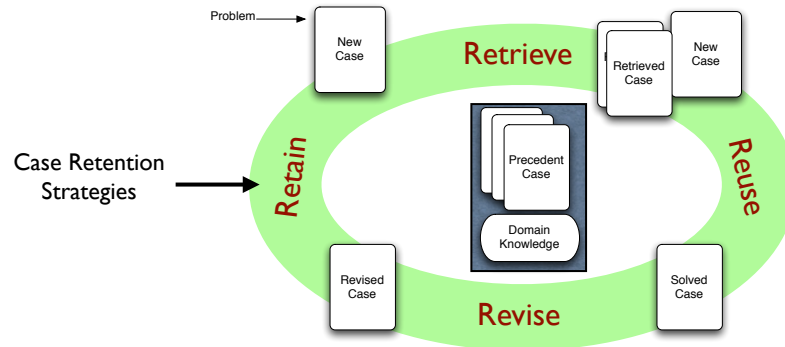 Problem
New
Case
Retrieve
Retrieved
Case
New
Case
Case Retention
Strategies
Retain
Precedent
Case
Reuse
Domain
Knowledge
Revised
Case
Solved
Case
Revise